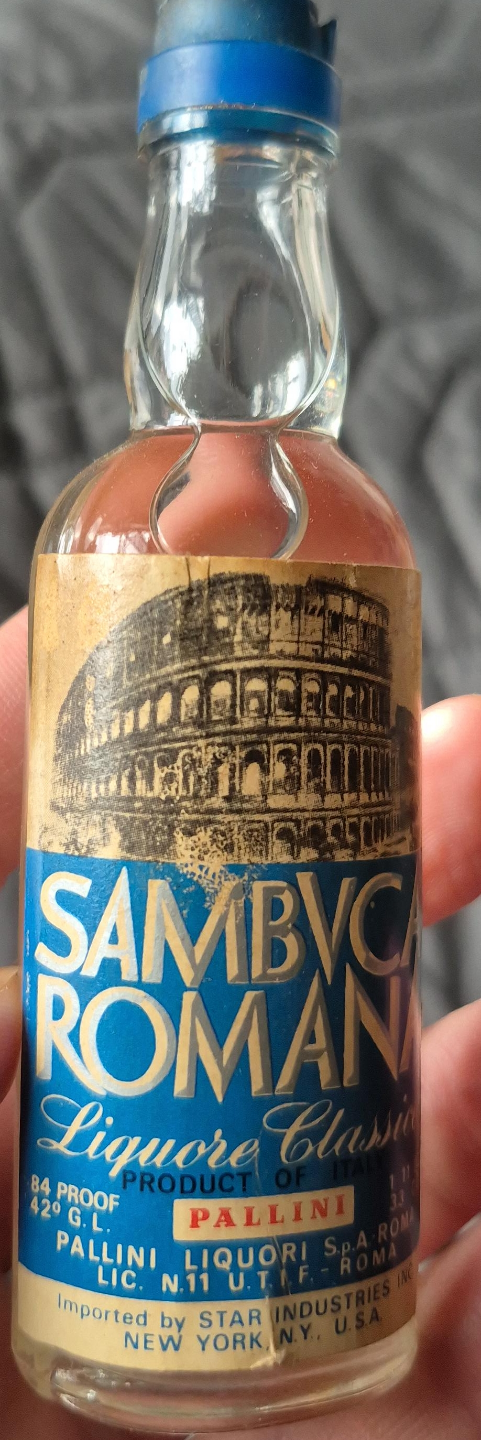 SAMBVCA
ROMANA
Liquore Classico
PRODUCT OF ITALY
84 PROOF
42º G.L.
PALLINI
PALLINI LIQUORI S.p.A. ROMA
LIC. N.11 U.T.I.F. - ROMA
Imported by STAR INDUSTRIES INC.
NEW YORK, N.Y., U.S.A.